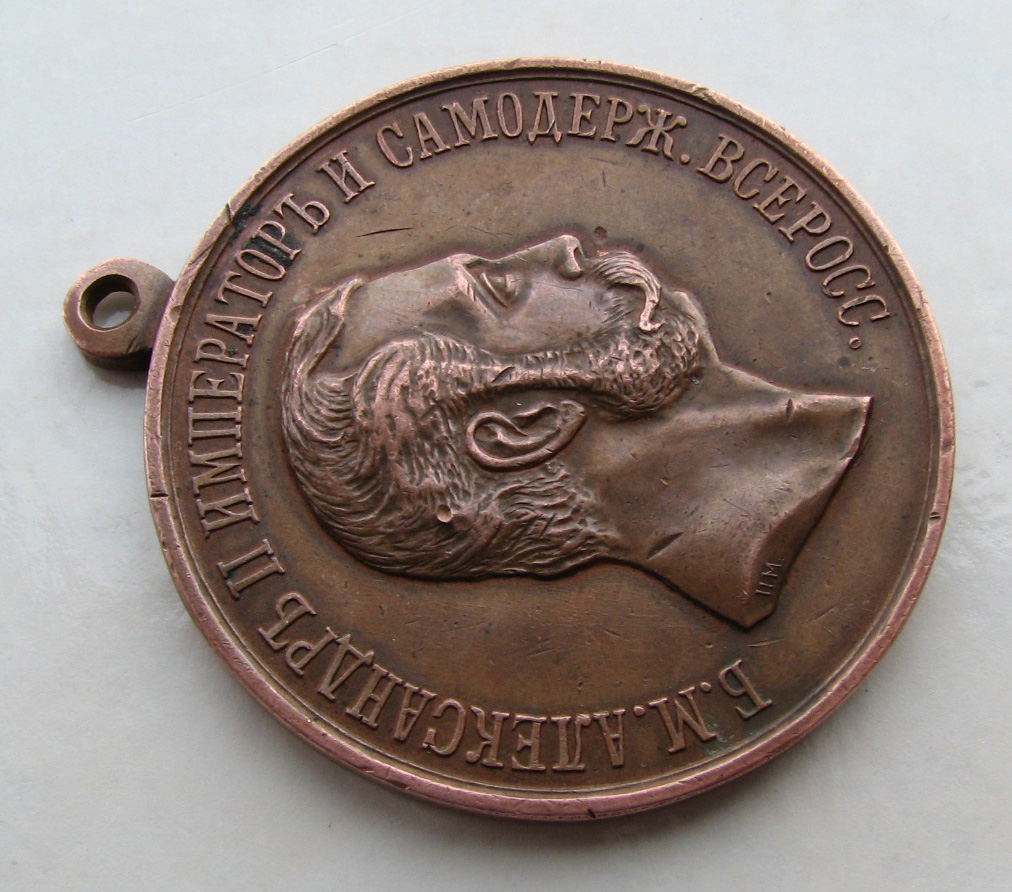 Б.М.АЛЕКСАНДРЪ II ИМПЕРАТОРЪ И САМОДЕРЖ. ВСЕРОСС.
П М